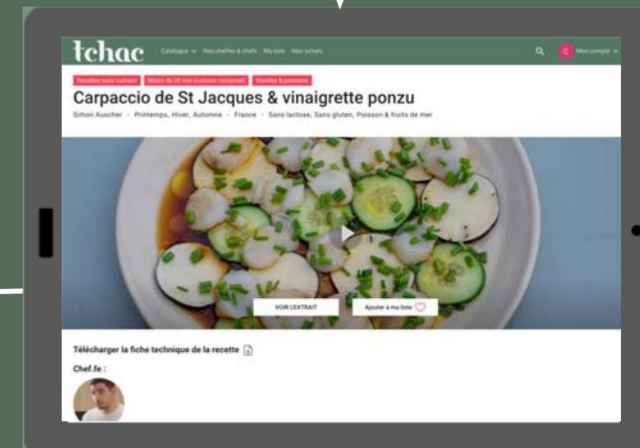 tchac Catalogue Nos cheffes & chefs Ma liste Mes achats C Mon compte
Recettes sans cuisson Moins de 30 min (cuisson comprise) Viandes & poissons
Carpaccio de St Jacques & vinaigrette ponzu
Simon Auscher - Printemps, Hiver, Automne - France - Sans lactose, Sans gluten, Poisson & fruits de mer
VOIR L'EXTRAIT Ajouter à ma liste
Télécharger la fiche technique de la recette
Chef.fe :